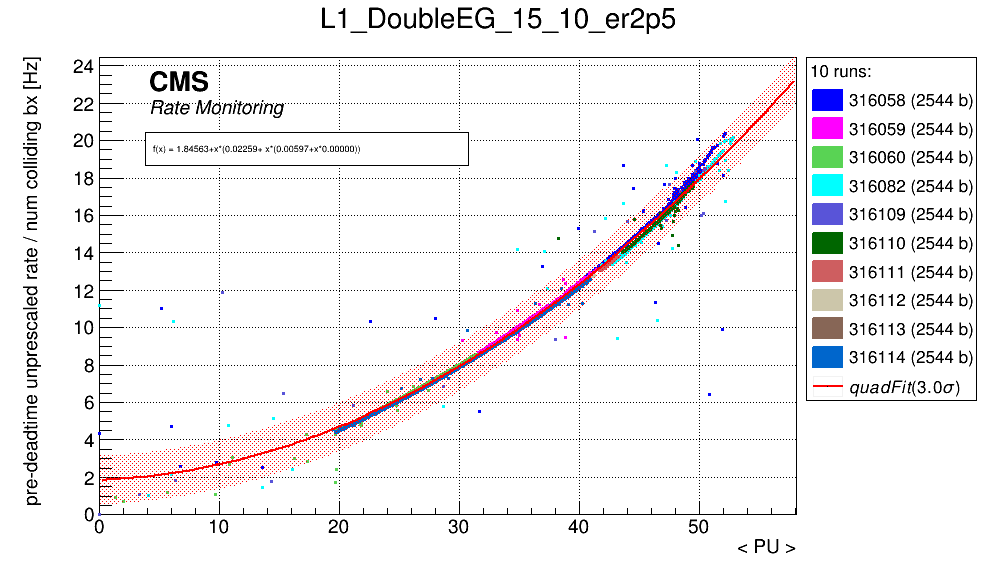 L1_DoubleEG_15_10_er2p5
pre-deadtime unprescaled rate / num colliding bx [Hz]
24
22
20
18
16
14
12
10
8
6
4
2
0
CMS
Rate Monitoring
f(x) = 1.84563+x*(0.02259+ x*(0.00597+x*0.00000))
0 10 20 30 40 50
< PU >
10 runs:
316058 (2544 b)
316059 (2544 b)
316060 (2544 b)
316082 (2544 b)
316109 (2544 b)
316110 (2544 b)
316111 (2544 b)
316112 (2544 b)
316113 (2544 b)
316114 (2544 b)
quadFit(3.0σ)